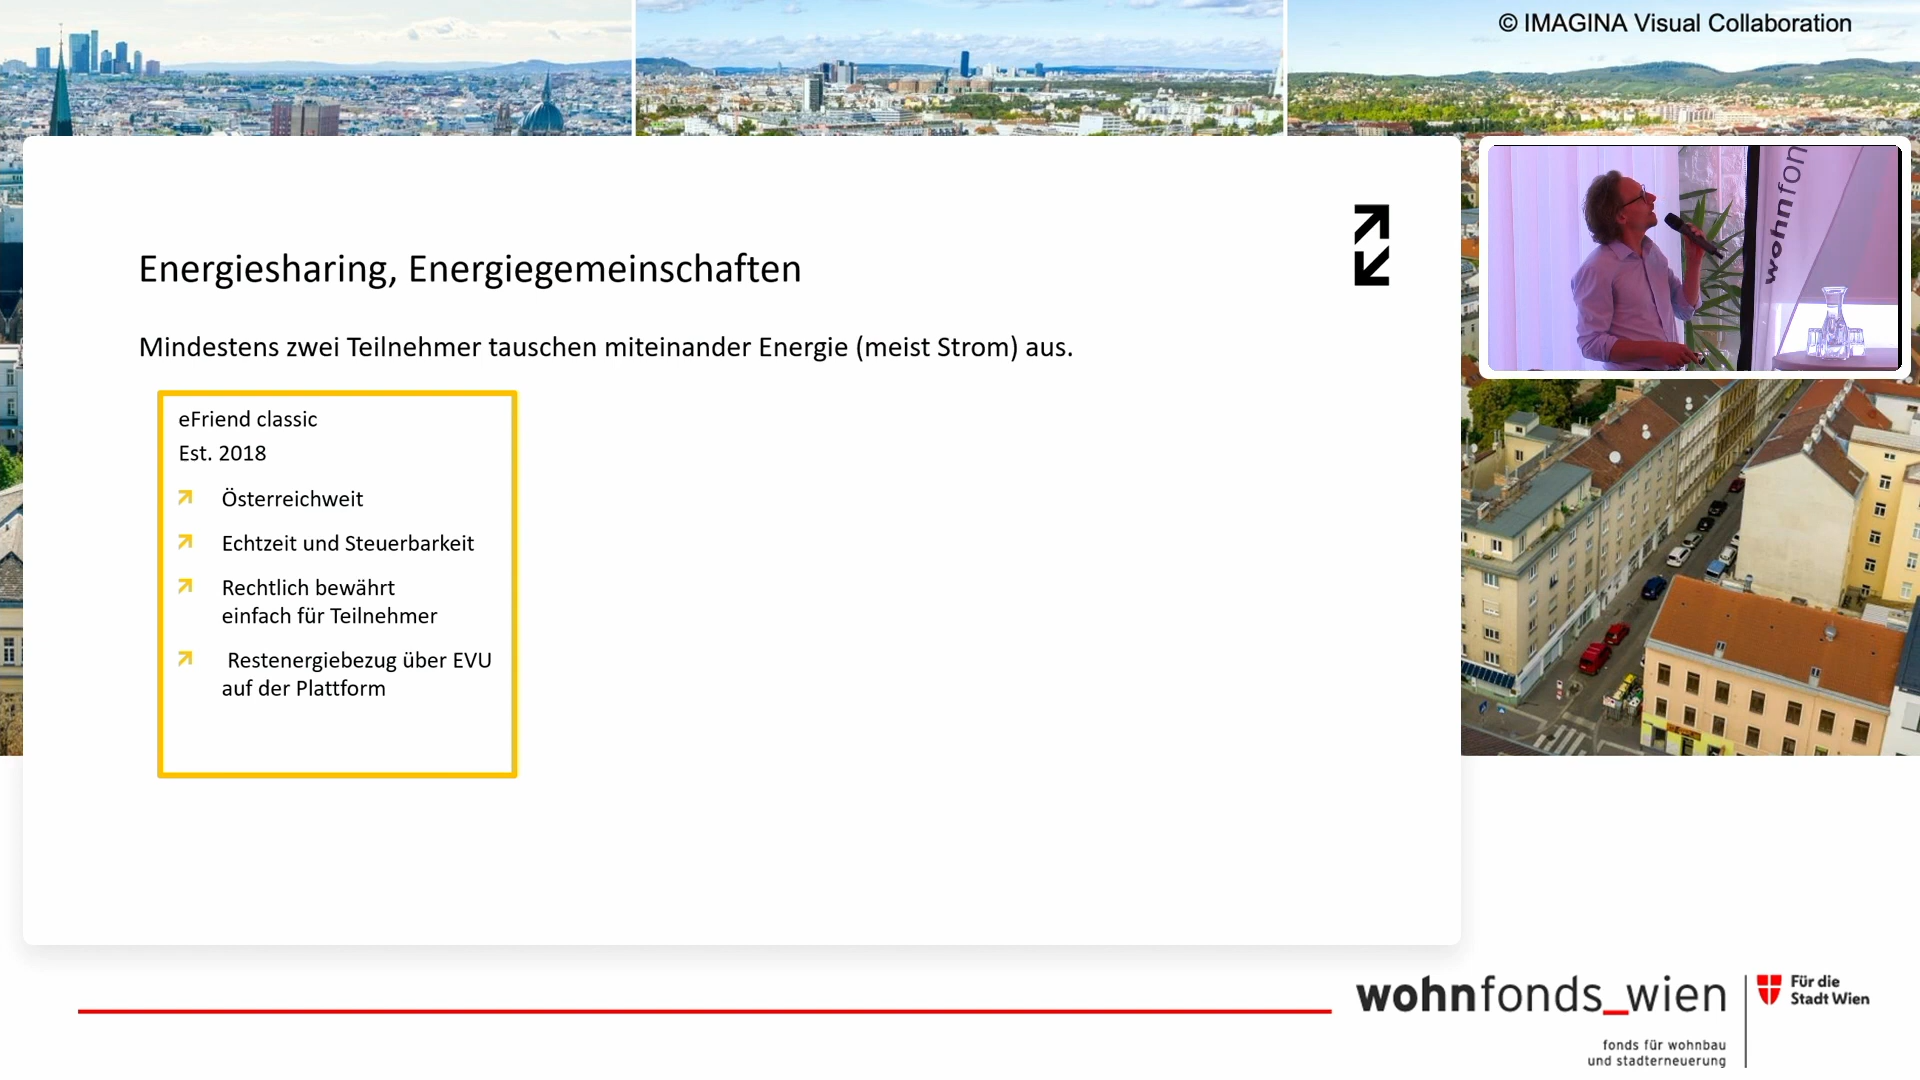 © IMAGINA Visual Collaboration
wohnfon
Energiesharing, Energiegemeinschaften
Mindestens zwei Teilnehmer tauschen miteinander Energie (meist Strom) aus.
eFriend classic
Est. 2018
Österreichweit
Echtzeit und Steuerbarkeit
Rechtlich bewährt
einfach für Teilnehmer
Restenergiebezug über EVU
auf der Plattform
wohnfonds_wien
fonds für wohnbau
und stadterneuerung
Für die
Stadt Wien